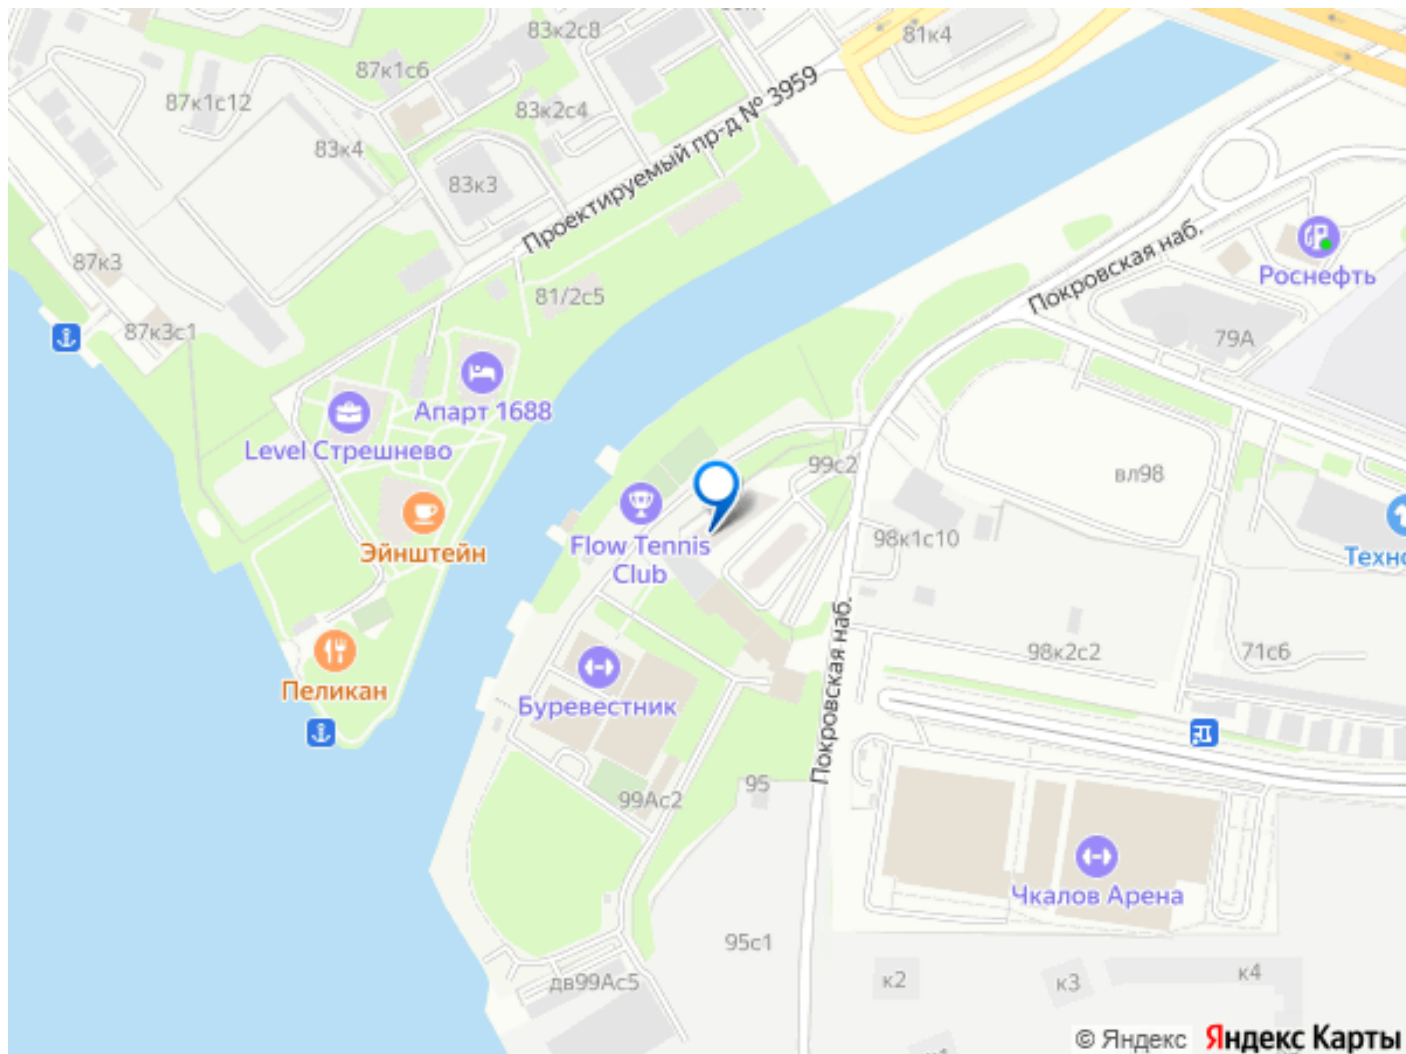 83к2с8
81к4
87к1с6
87к1с12
83к2с4
83к4
83к3
Проектируемый пр-д № 3959
87к3
87к3с1
81/2с5
Покровская наб.
Роснефть
79А
Апарт 1688
Level Стрешнево
99с2
вл98
Эйнштейн
Flow Tennis
Club
98к1с10
Техно
Пеликан
Буревестник
Покровская наб.
98к2с2
71с6
99Ас2
95
Чкалов Арена
95с1
дв99Ас5
к2
к3
к4
© Яндекс
Яндекс Карты